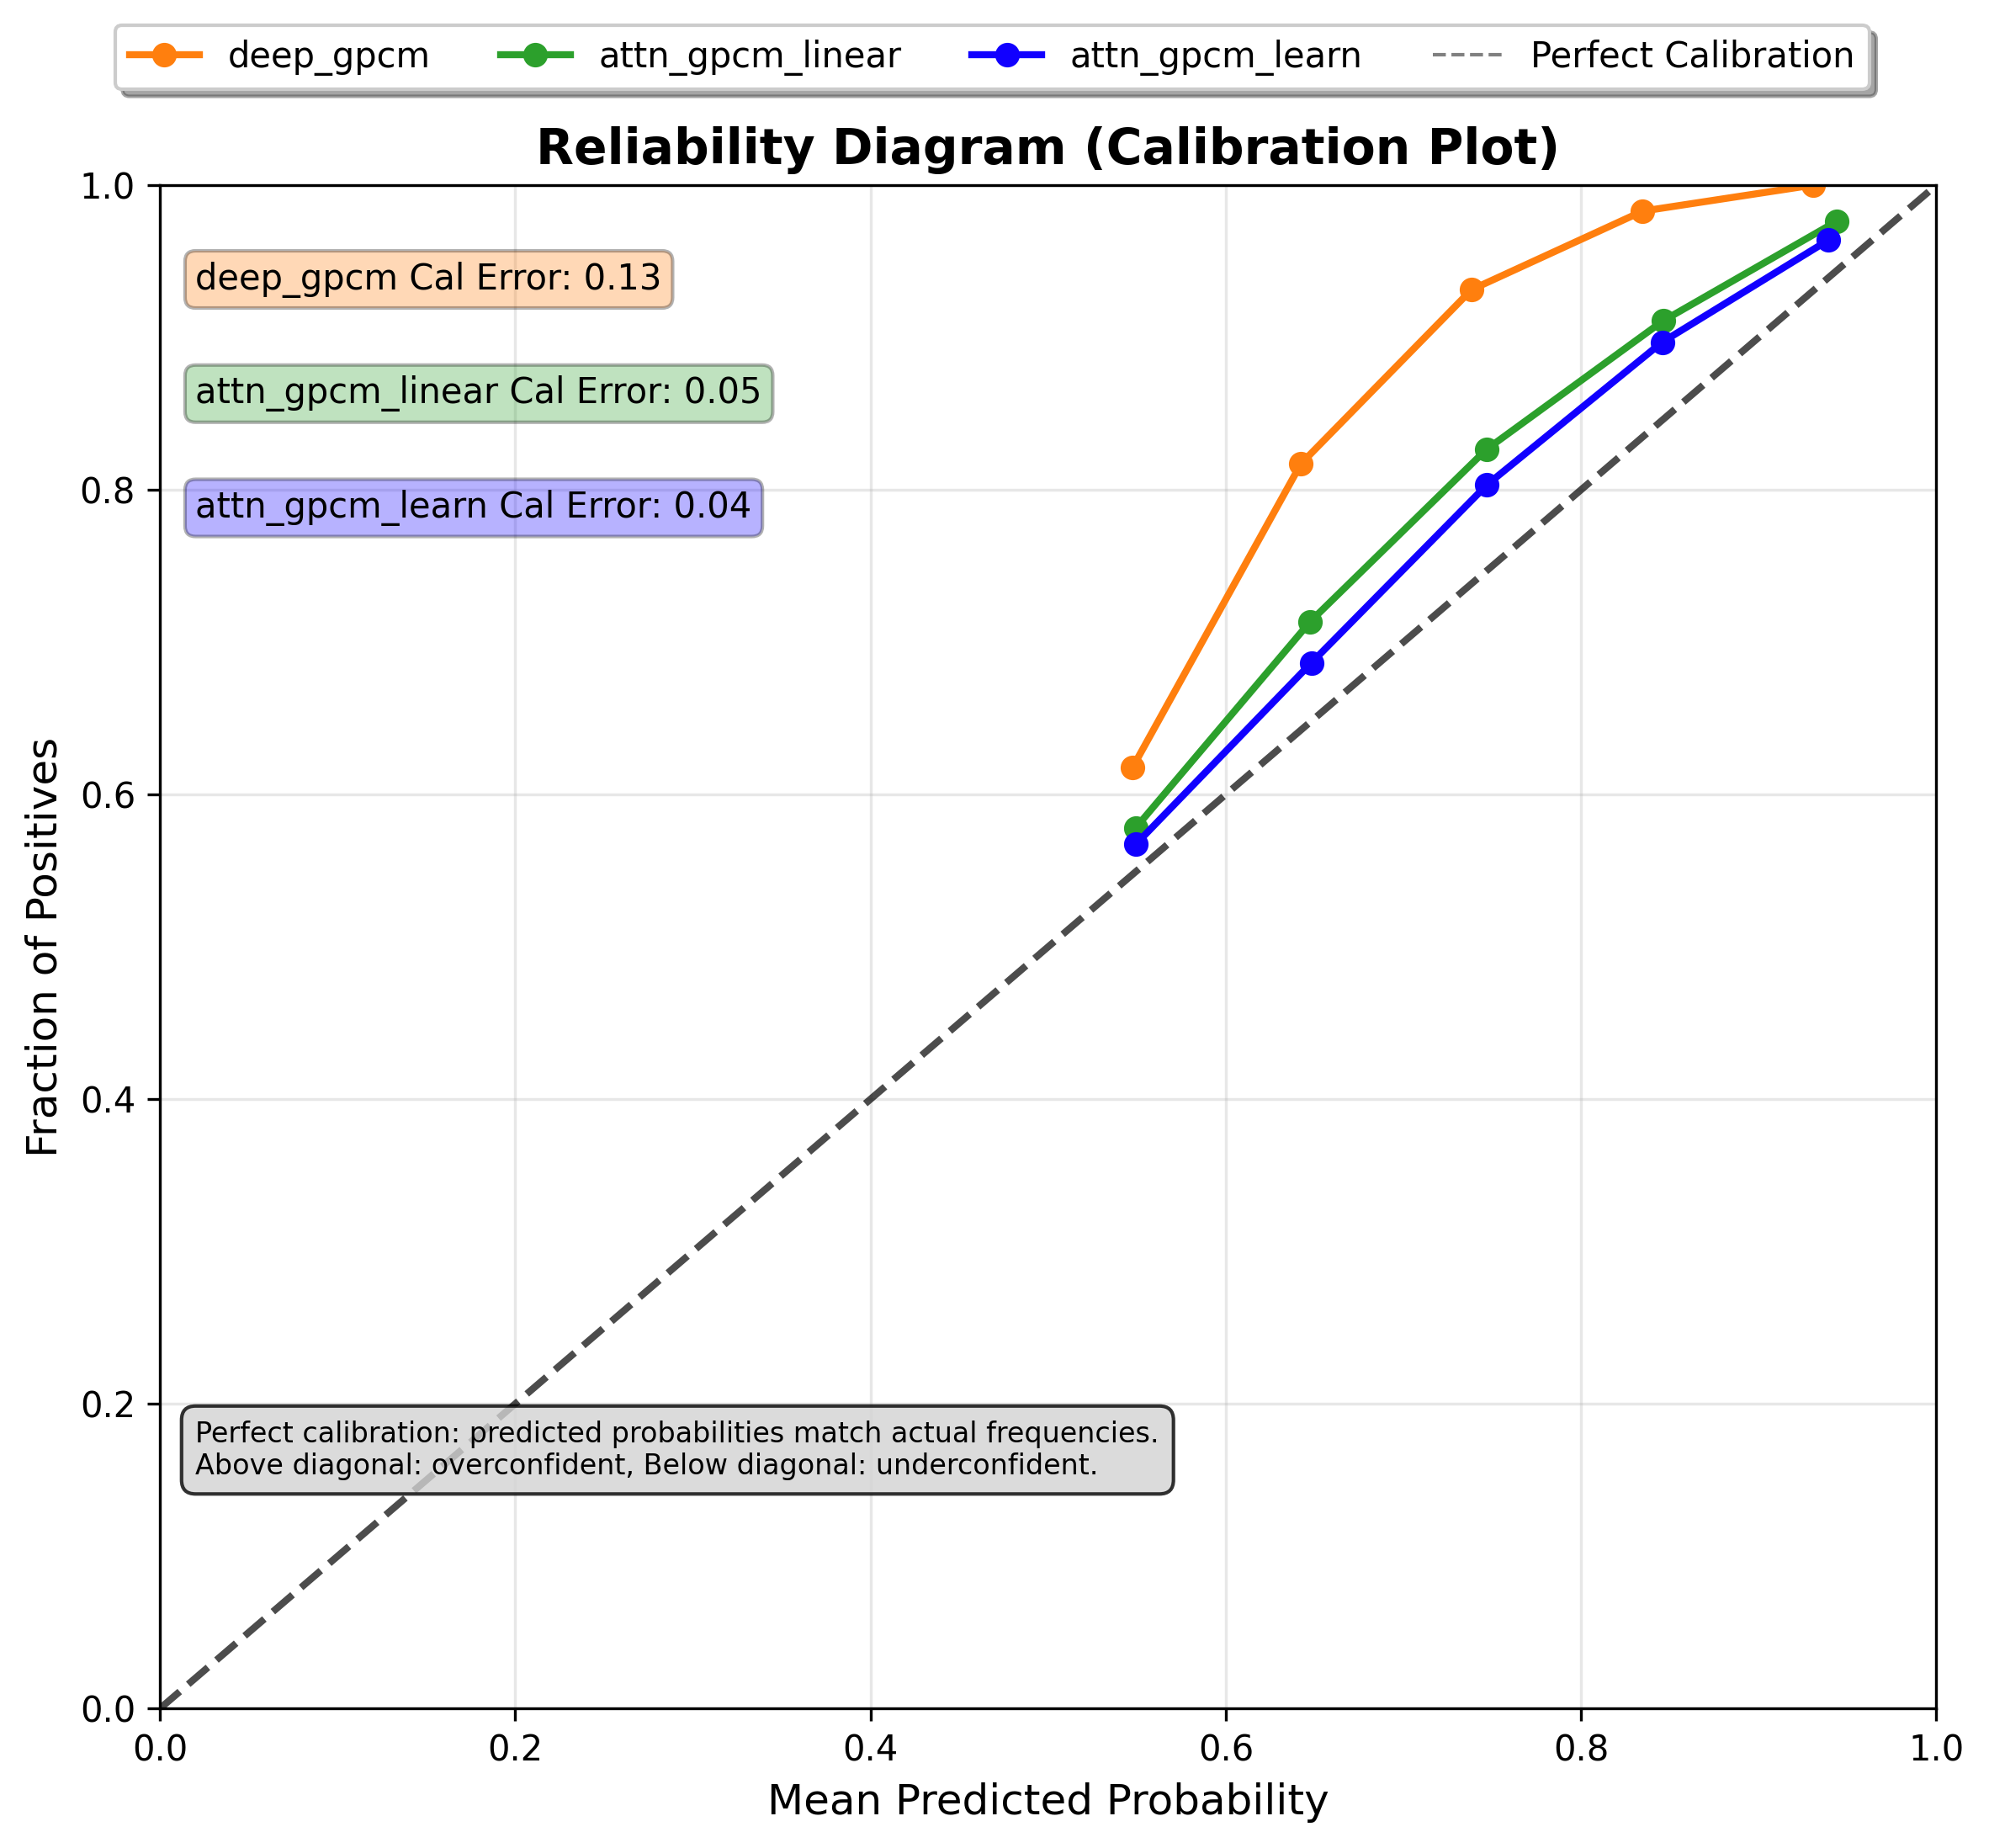 deep_gpcm attn_gpcm_linear attn_gpcm_learn Perfect Calibration
Reliability Diagram (Calibration Plot)
1.0
deep_gpcm Cal Error: 0.13
attn_gpcm_linear Cal Error: 0.05
0.8
attn_gpcm_learn Cal Error: 0.04
Fraction of Positives
0.6
0.4
0.2
Perfect calibration: predicted probabilities match actual frequencies.
Above diagonal: overconfident, Below diagonal: underconfident.
0.0
0.0 0.2 0.4 0.6 0.8 1.0
Mean Predicted Probability